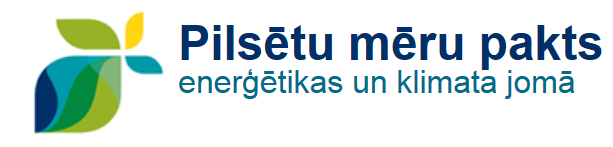 Pilsētu mēru pakts
enerģētikas un klimata jomā